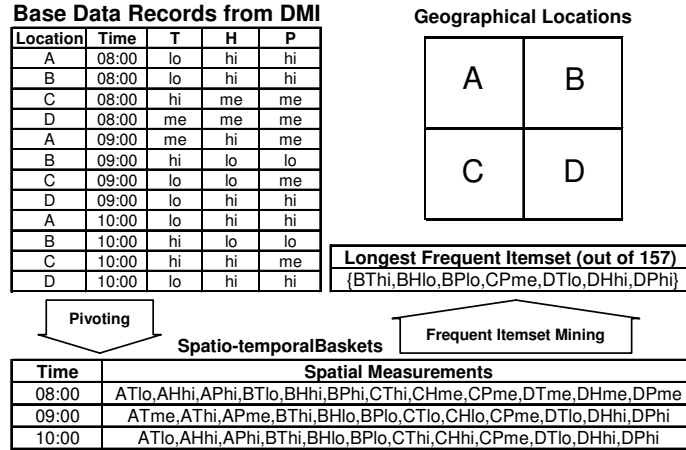 Base Data Records from DMI
Location Time T H P
A 08:00 lo hi hi
B 08:00 lo hi hi
C 08:00 hi me me
D 08:00 me me me
A 09:00 me hi me
B 09:00 hi lo lo
C 09:00 lo lo me
D 09:00 lo hi hi
A 10:00 lo hi hi
B 10:00 hi lo lo
C 10:00 hi hi me
D 10:00 lo hi hi
Geographical Locations
A B
C D
Longest Frequent Itemset (out of 157)
{BThi,BHlo,BPlo,CPme,DTlo,DHhi,DPhi}
Pivoting
Frequent Itemset Mining
Spatio-temporalBaskets
Time Spatial Measurements
08:00 ATlo,AHhi,APhi,BTlo,BHhi,BPhi,CThi,CHme,CPme,DTme,DHme,DPme
09:00 ATme,AThi,APme,BThi,BHlo,BPlo,CTlo,CHlo,CPme,DTlo,DHhi,DPhi
10:00 ATlo,AHhi,APhi,BThi,BHlo,BPlo,CThi,CHhi,CPme,DTlo,DHhi,DPhi